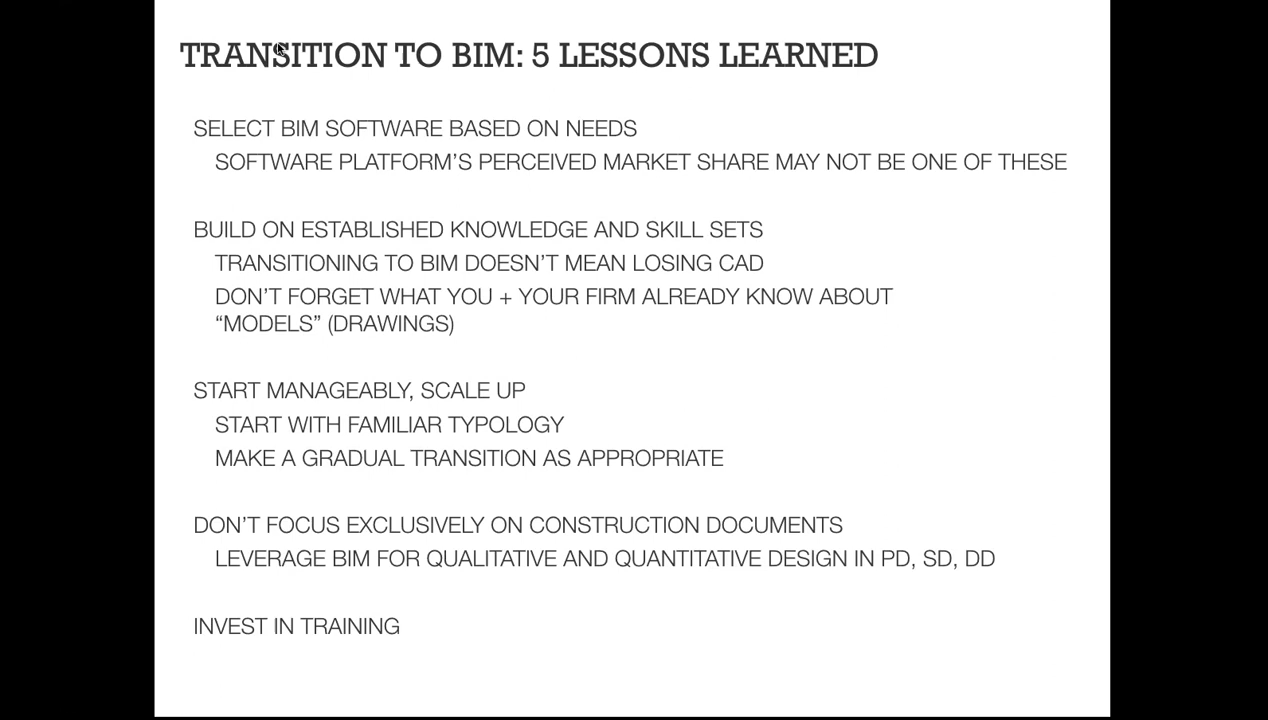 TRANSITION TO BIM: 5 LESSONS LEARNED
SELECT BIM SOFTWARE BASED ON NEEDS
SOFTWARE PLATFORM’S PERCEIVED MARKET SHARE MAY NOT BE ONE OF THESE
BUILD ON ESTABLISHED KNOWLEDGE AND SKILL SETS
TRANSITIONING TO BIM DOESN’T MEAN LOSING CAD
DON’T FORGET WHAT YOU + YOUR FIRM ALREADY KNOW ABOUT
“MODELS” (DRAWINGS)
START MANAGEABLY, SCALE UP
START WITH FAMILIAR TYPOLOGY
MAKE A GRADUAL TRANSITION AS APPROPRIATE
DON’T FOCUS EXCLUSIVELY ON CONSTRUCTION DOCUMENTS
LEVERAGE BIM FOR QUALITATIVE AND QUANTITATIVE DESIGN IN PD, SD, DD
INVEST IN TRAINING